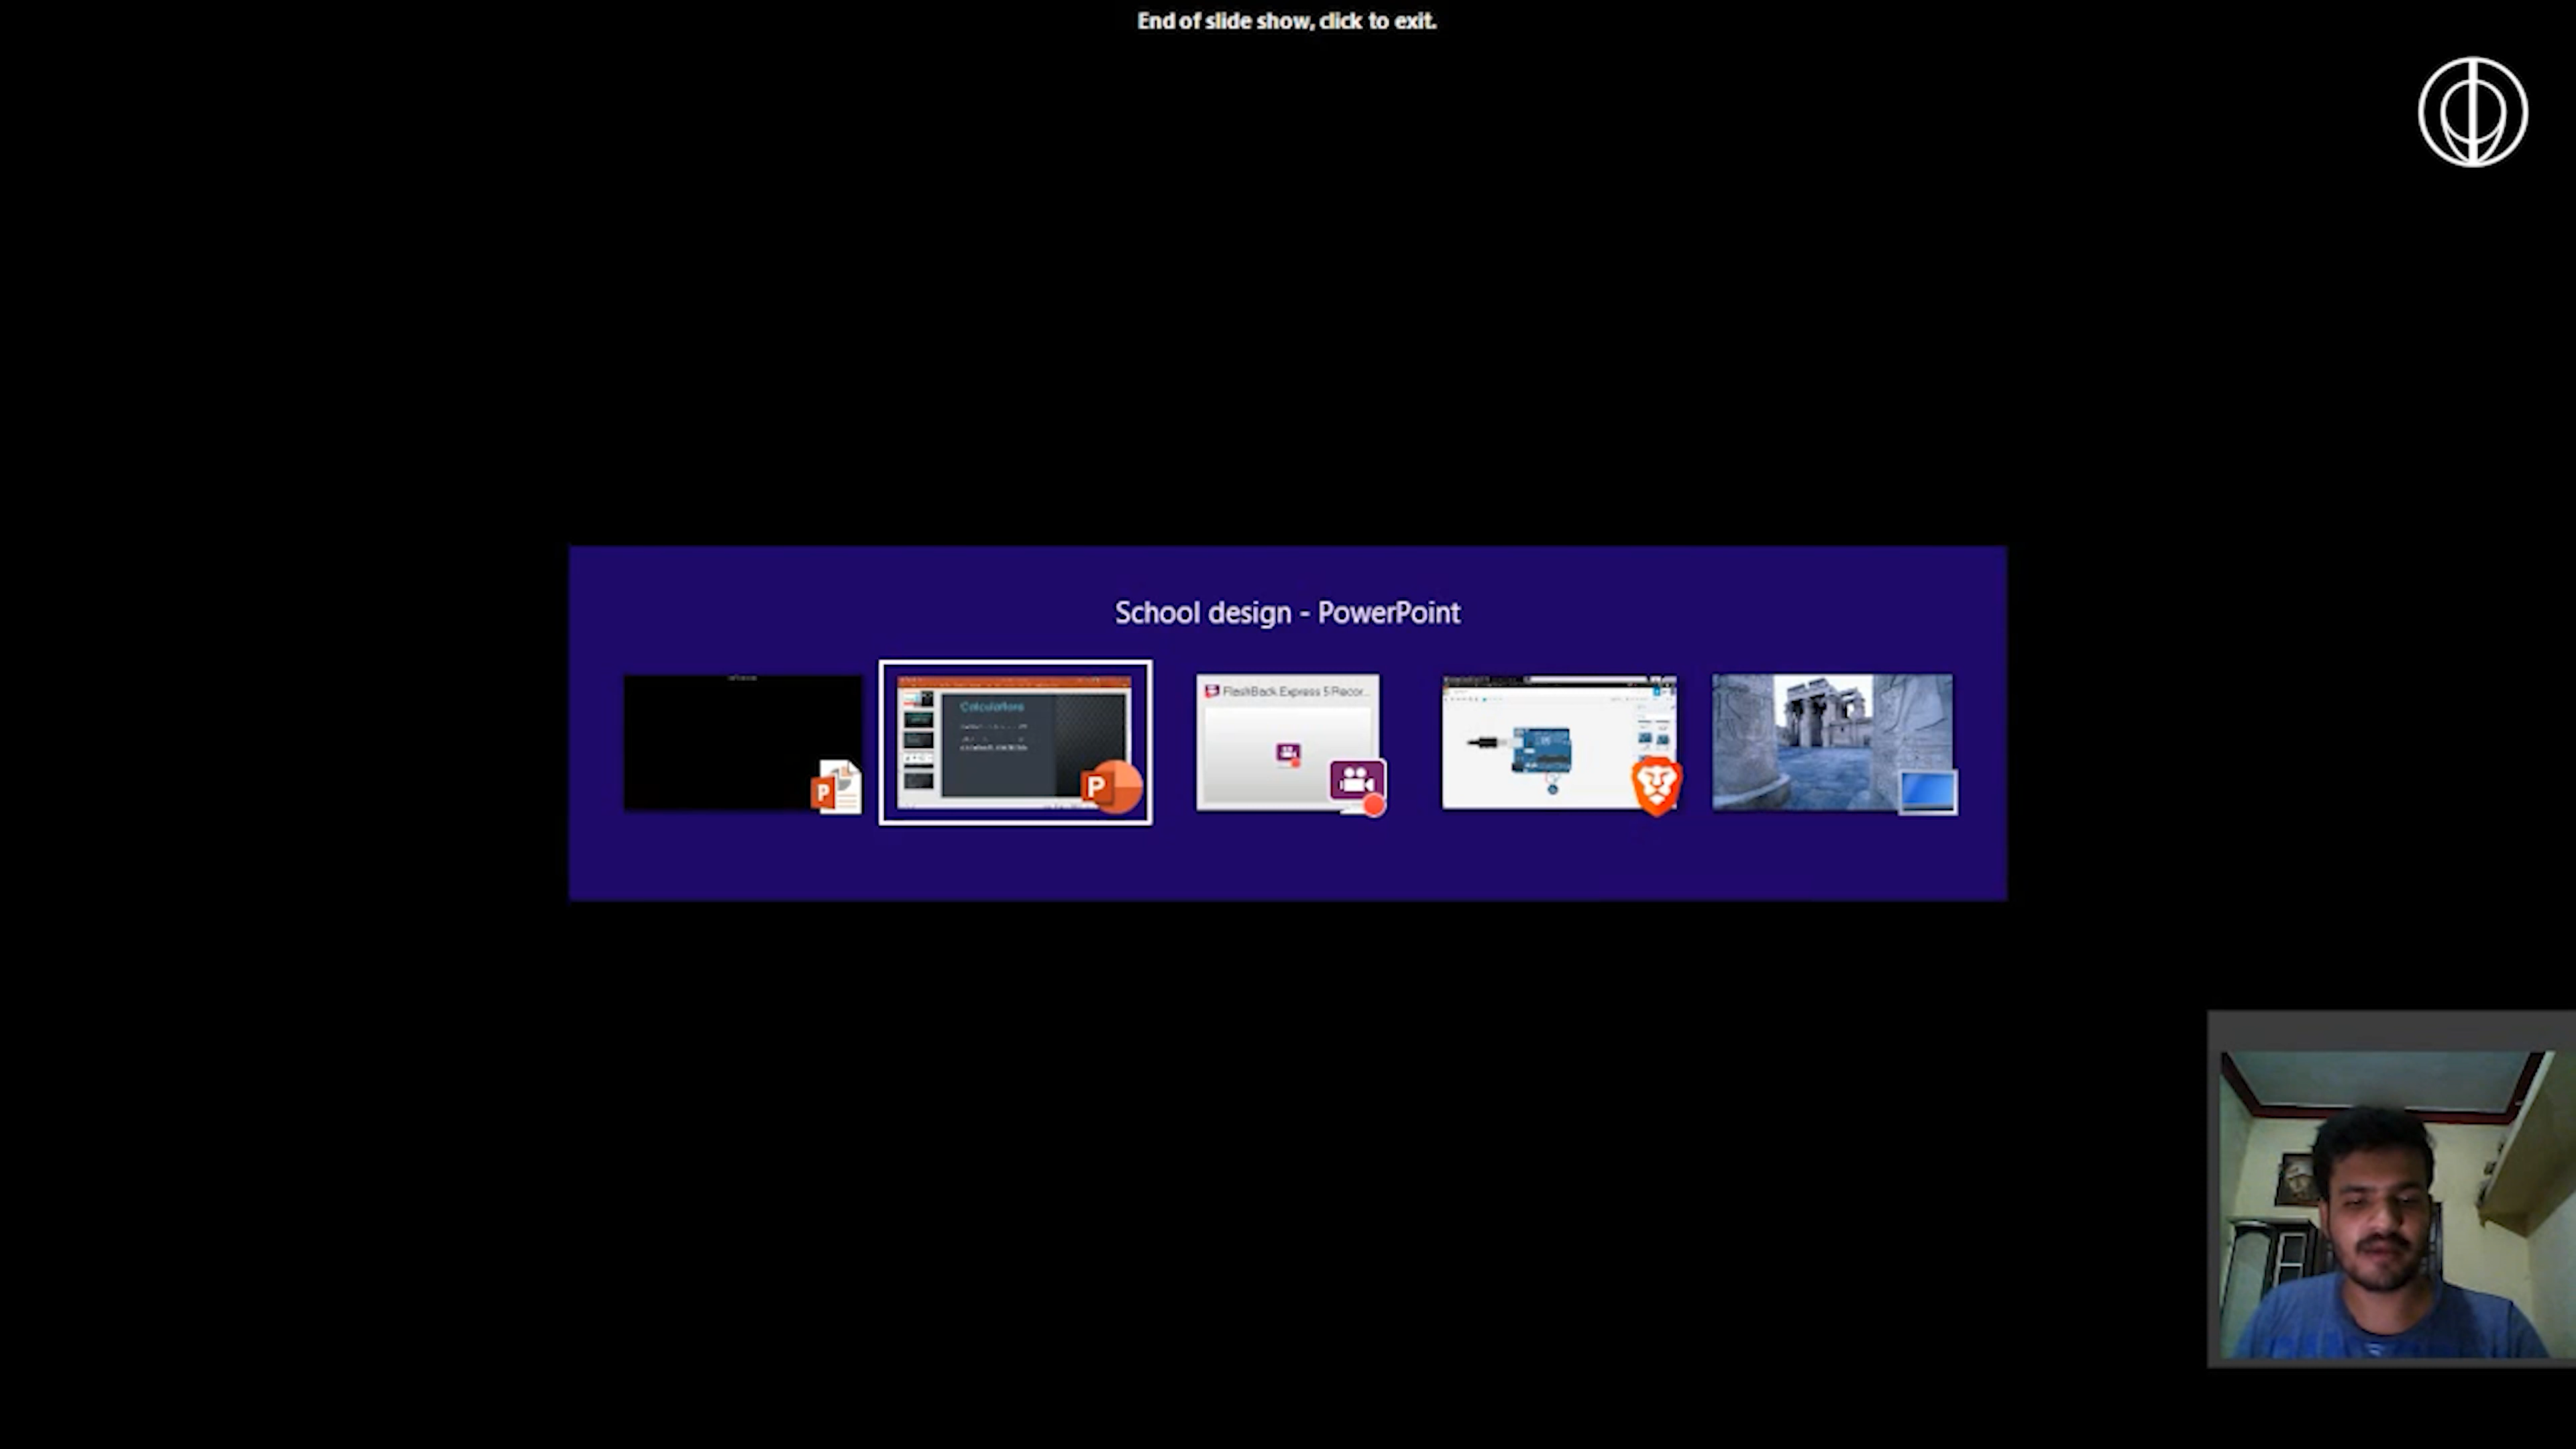 End of slide show, click to exit.
School design - PowerPoint
Calculations
FlashBack Express 5 Recor...